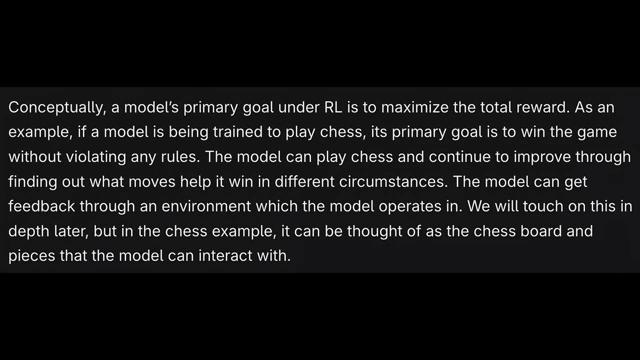 Conceptually, a model’s primary goal under RL is to maximize the total reward. As an
example, if a model is being trained to play chess, its primary goal is to win the game
without violating any rules. The model can play chess and continue to improve through
finding out what moves help it win in different circumstances. The model can get
feedback through an environment which the model operates in. We will touch on this in
depth later, but in the chess example, it can be thought of as the chess board and
pieces that the model can interact with.